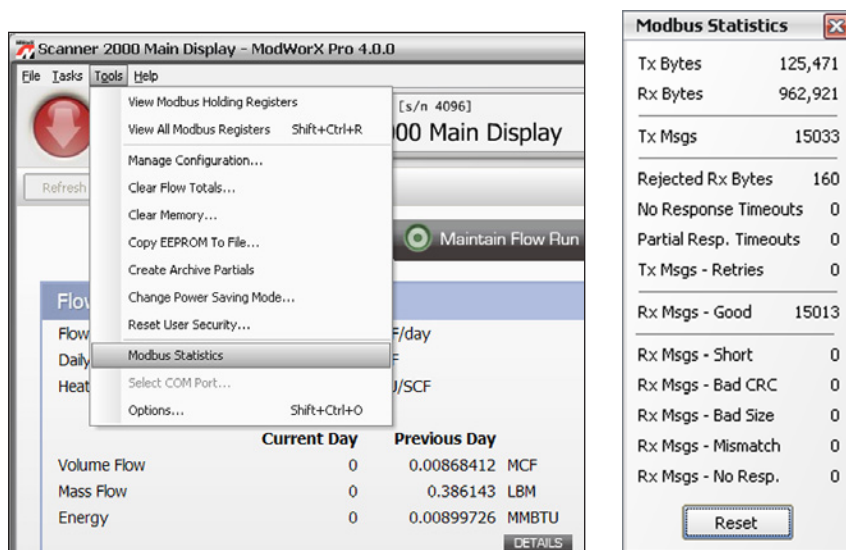 Scanner 2000 Main Display - ModWorX Pro 4.0.0
File Tasks Tools Help
[s/n 4096]
00 Main Display
Refresh
View Modbus Holding Registers
View All Modbus Registers Shift+Ctrl+R
Manage Configuration...
Clear Flow Totals...
Clear Memory...
Copy EEPROM To File...
Create Archive Partials
Change Power Saving Mode...
Reset User Security...
Modbus Statistics
Select COM Port...
Options... Shift+Ctrl+O
Maintain Flow Run
Flow
Flow F/day
Daily F
Heat J/SCF
Current Day Previous Day
Volume Flow 0 0.00868412 MCF
Mass Flow 0 0.386143 LBM
Energy 0 0.00899726 MMBTU
DETAILS
Modbus Statistics
Tx Bytes 125,471
Rx Bytes 962,921
Tx Msgs 15033
Rejected Rx Bytes 160
No Response Timeouts 0
Partial Resp. Timeouts 0
Tx Msgs - Retries 0
Rx Msgs - Good 15013
Rx Msgs - Short 0
Rx Msgs - Bad CRC 0
Rx Msgs - Bad Size 0
Rx Msgs - Mismatch 0
Rx Msgs - No Resp. 0
Reset